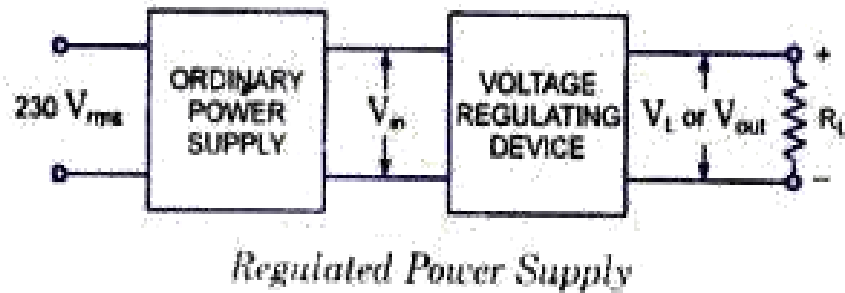 230 Vrms
ORDINARY
POWER
SUPPLY
Vin
VOLTAGE
REGULATING
DEVICE
VL or Vout
+
RL
−
Regulated Power Supply